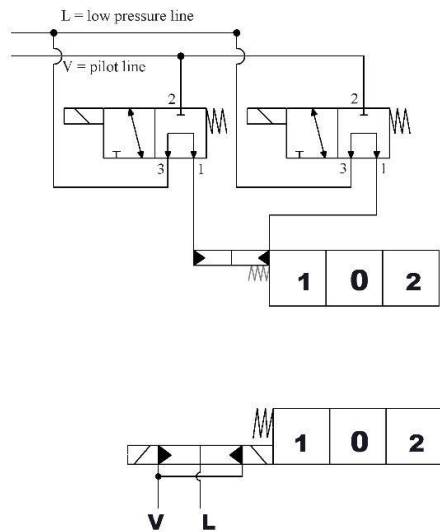 L = low pressure line
V = pilot line
2 2
3 1 3 1
1 0 2
1 0 2
V L